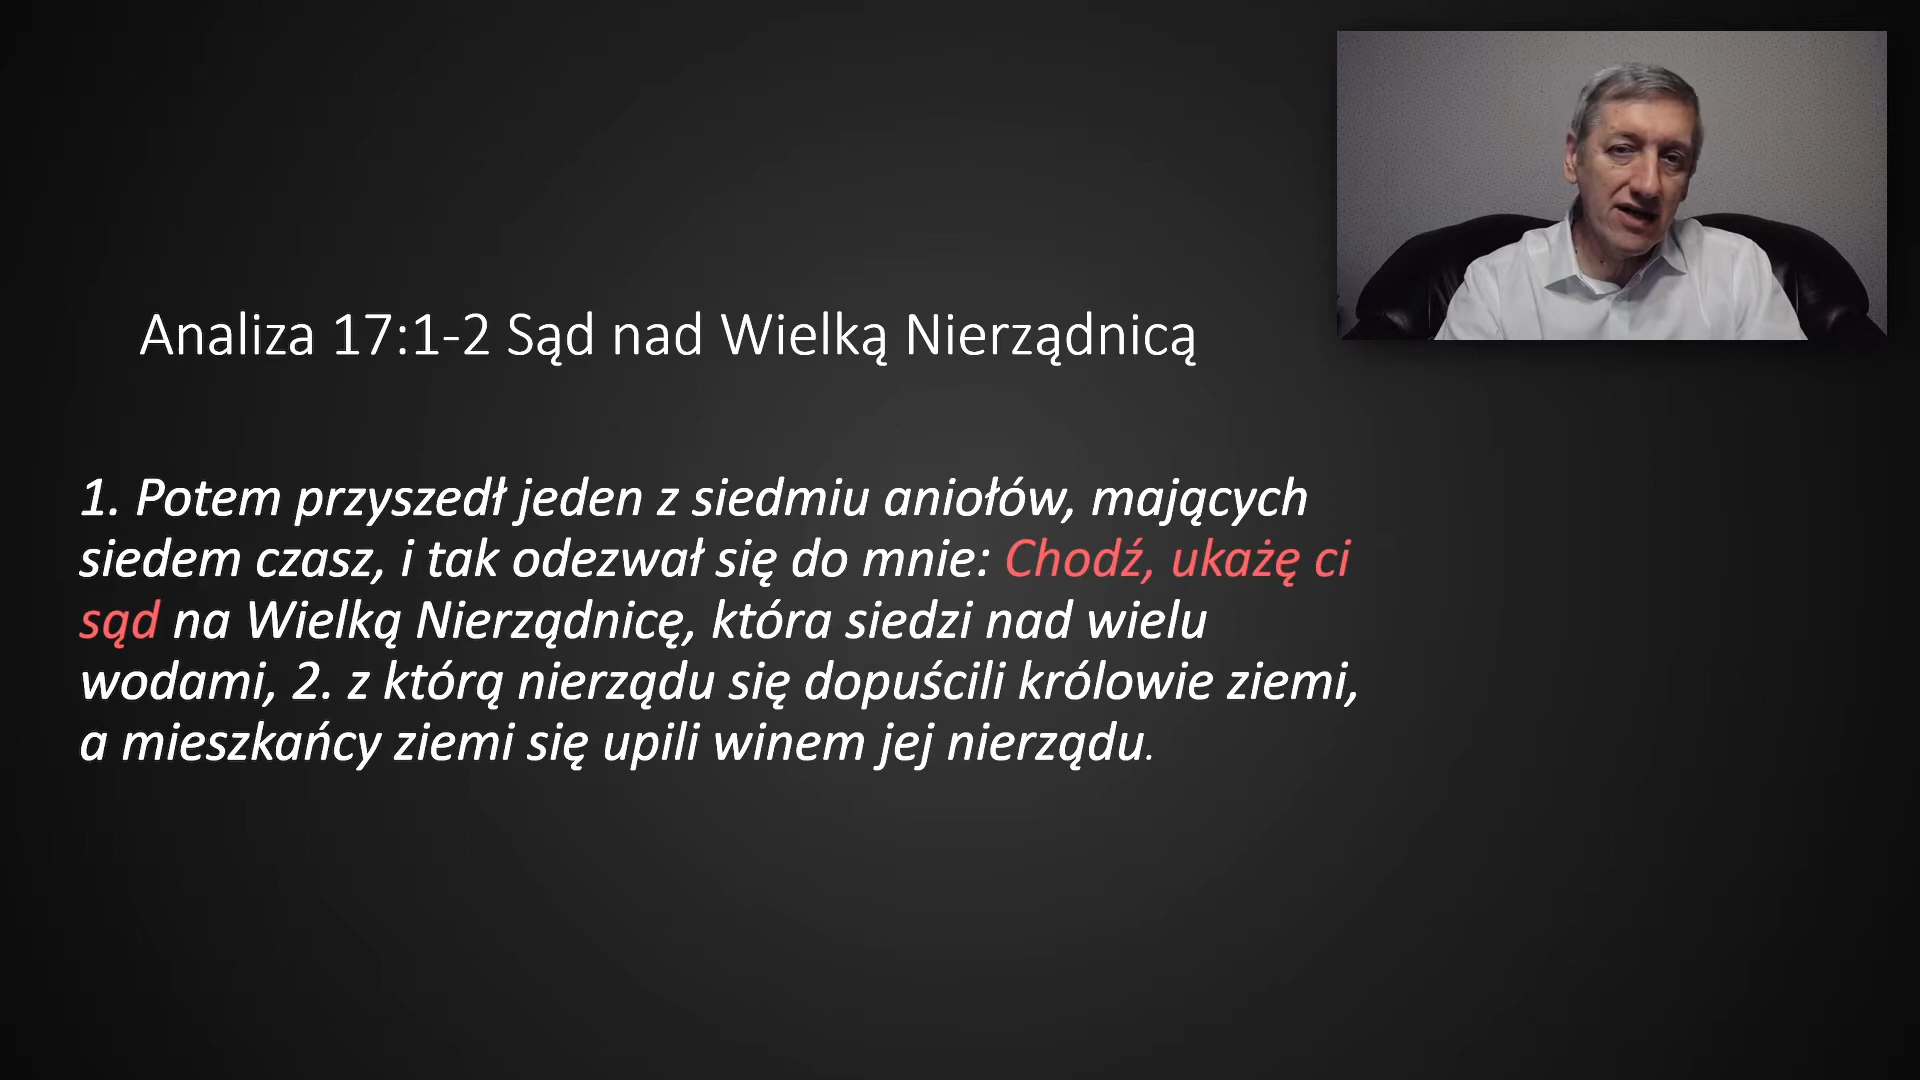 Analiza 17:1-2 Sąd nad Wielką Nierządnicą
1. Potem przyszedł jeden z siedmiu aniołów, mających
siedem czasz, i tak odezwał się do mnie: Chodź, ukażę ci
sąd na Wielką Nierządnicę, która siedzi nad wielu
wodami, 2. z którą nierządu się dopuścili królowie ziemi,
a mieszkańcy ziemi się upili winem jej nierządu.